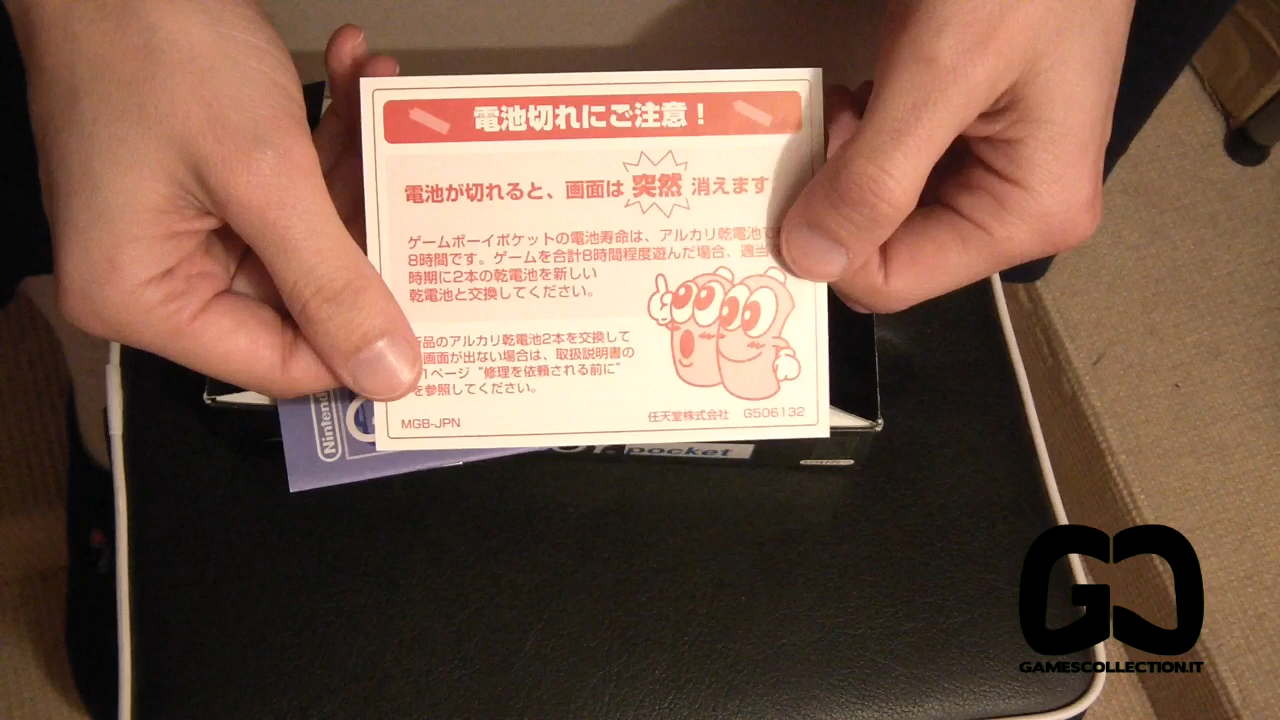 電池切れにご注意！
電池が切れると、画面は 突然 消えます
ゲームボーイポケットの電池寿命は、アルカリ乾電池で
8時間です。ゲームを合計8時間程度遊んだ場合、適当
時期に2本の乾電池を新しい
乾電池と交換してください。
品のアルカリ乾電池2本を交換して
画面が出ない場合は、取扱説明書の
1ページ“修理を依頼される前に”
を参照してください。
MGB-JPN 任天堂株式会社 G506132
Nintendo
pocket
GAMESCOLLECTION.IT